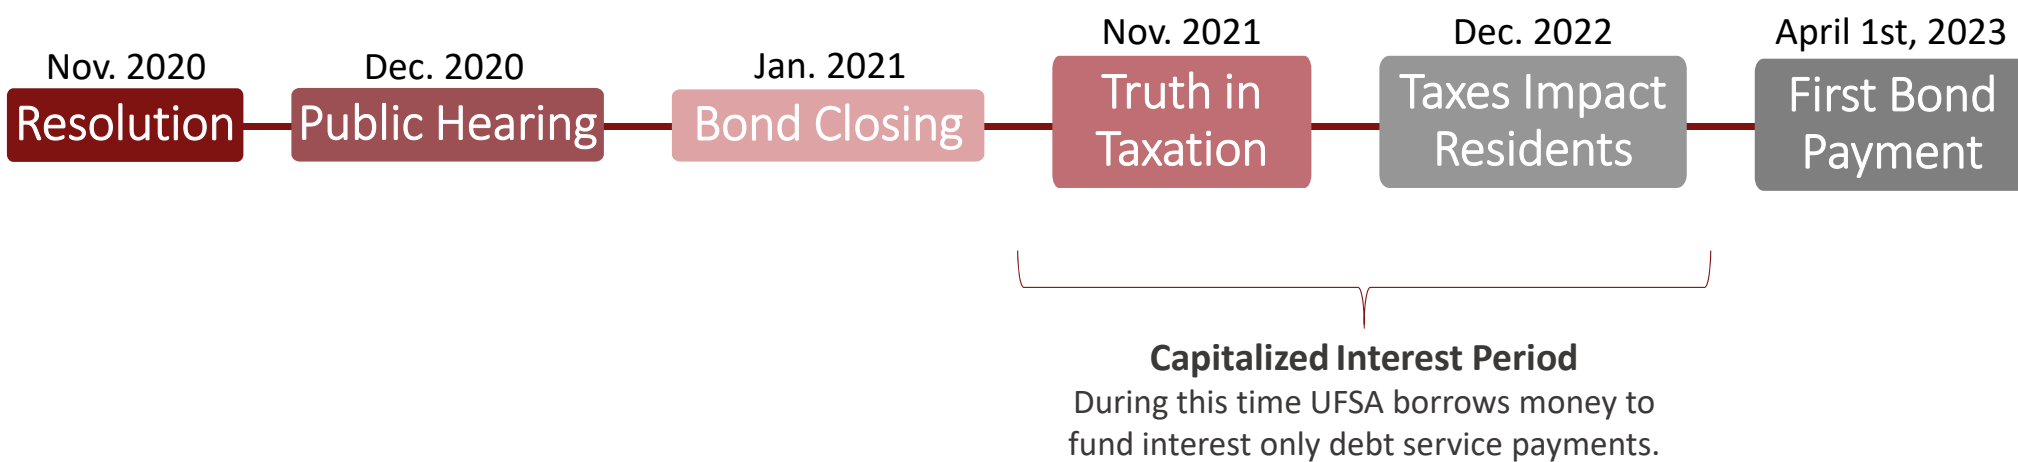 Nov. 2020
Resolution
Dec. 2020
Public Hearing
Jan. 2021
Bond Closing
Nov. 2021
Truth in
Taxation
Dec. 2022
Taxes Impact
Residents
April 1st, 2023
First Bond
Payment
Capitalized Interest Period
During this time UFSA borrows money to
fund interest only debt service payments.